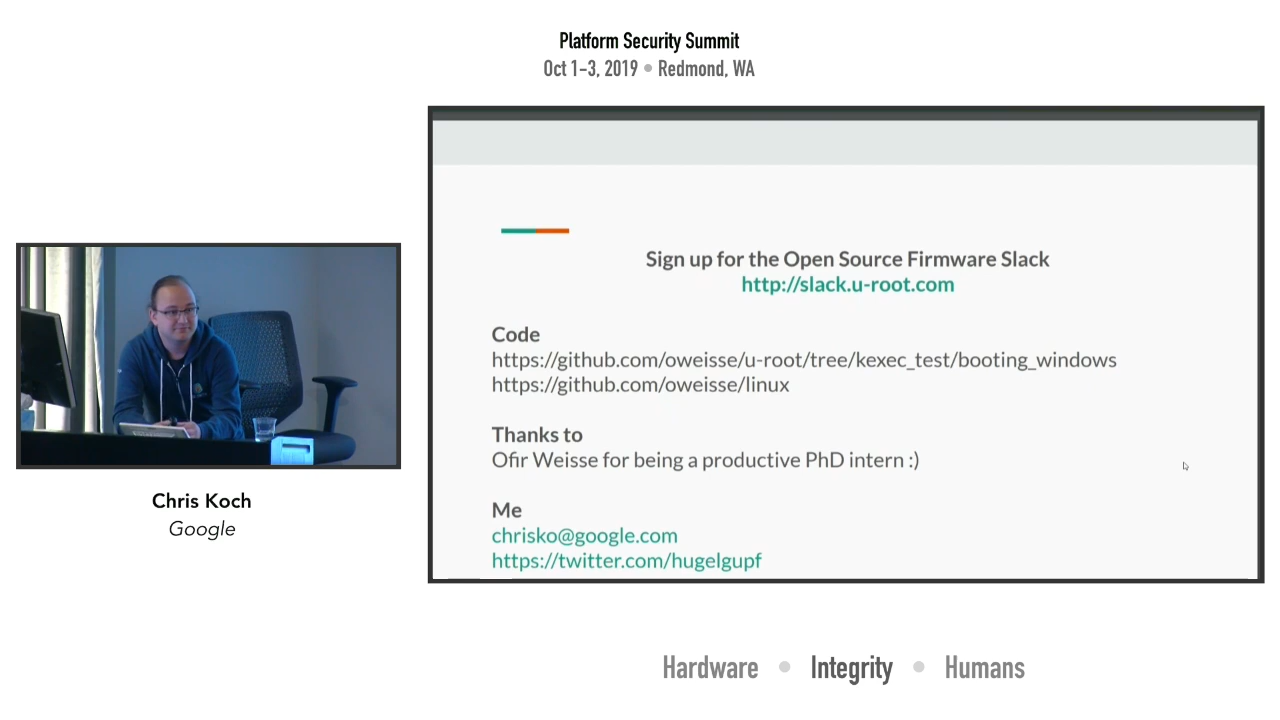 Platform Security Summit
Oct 1-3, 2019 • Redmond, WA
Sign up for the Open Source Firmware Slack
http://slack.u-root.com
Code
https://github.com/oweisse/u-root/tree/kexec_test/booting_windows
https://github.com/oweisse/linux
Thanks to
Ofir Weisse for being a productive PhD intern :)
Me
chrisko@google.com
https://twitter.com/hugelgupf
Chris Koch
Google
Hardware • Integrity • Humans